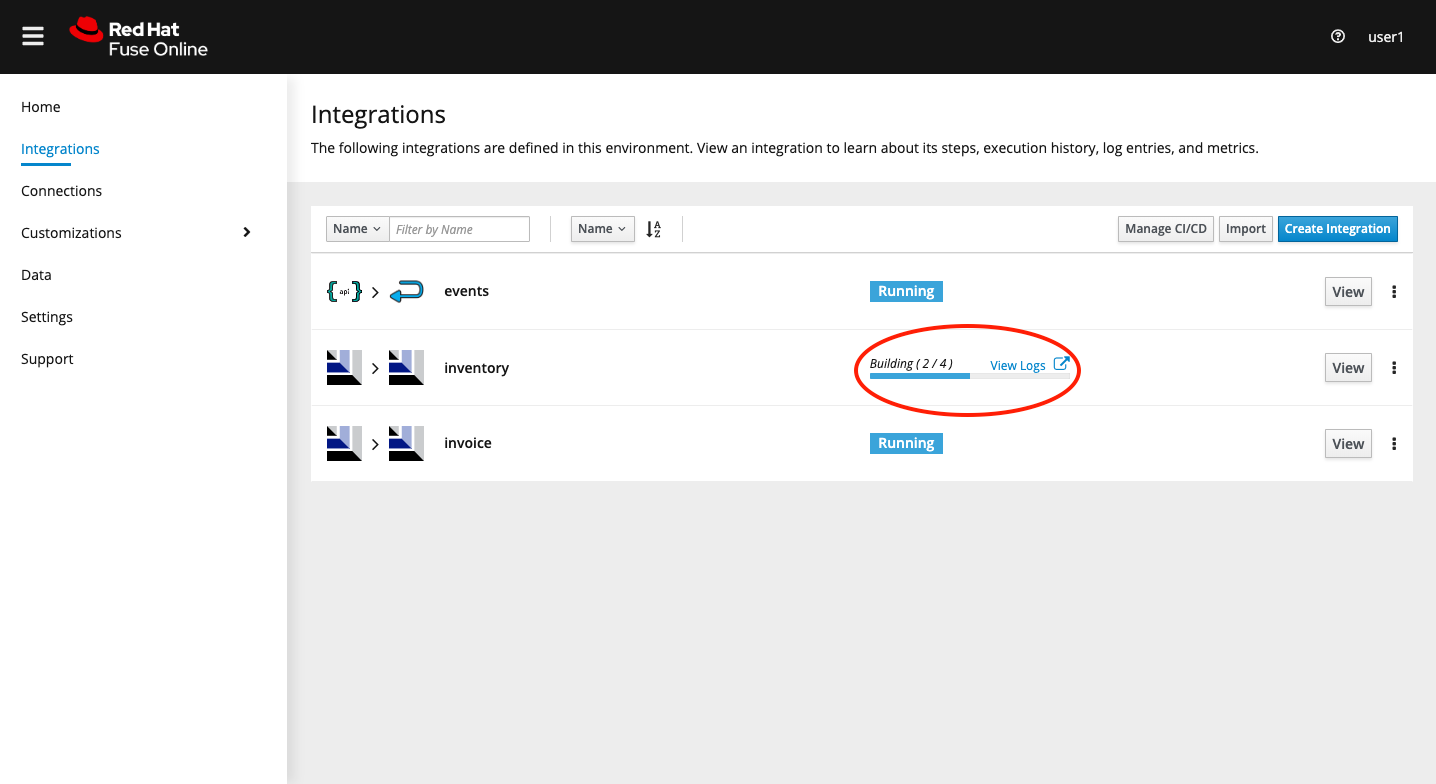 Red Hat
Fuse Online
user1
Home
Integrations
Connections
Customizations
Data
Settings
Support
Integrations
The following integrations are defined in this environment. View an integration to learn about its steps, execution history, log entries, and metrics.
Name Filter by Name Name A Z Manage CI/CD Import Create Integration
{ api } events Running View
inventory Building ( 2 / 4 ) View Logs View
invoice Running View